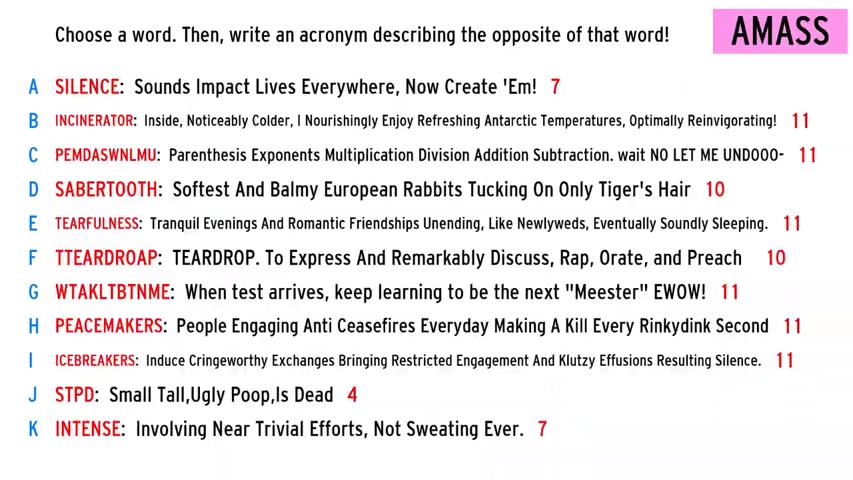 Choose a word. Then, write an acronym describing the opposite of that word!
AMASS
A SILENCE: Sounds Impact Lives Everywhere, Now Create 'Em! 7
B INCINERATOR: Inside, Noticeably Colder, I Nourishingly Enjoy Refreshing Antarctic Temperatures, Optimally Reinvigorating! 11
C PEMDASWNLMU: Parenthesis Exponents Multiplication Division Addition Subtraction. wait NO LET ME UNDOOO- 11
D SABERTOOTH: Softest And Balmy European Rabbits Tucking On Only Tiger's Hair 10
E TEARFULNESS: Tranquil Evenings And Romantic Friendships Unending, Like Newlyweds, Eventually Soundly Sleeping. 11
F TTEARDROAP: TEARDROP. To Express And Remarkably Discuss, Rap, Orate, and Preach 10
G WTAKLTBTNME: When test arrives, keep learning to be the next "Meester" EWOW! 11
H PEACEMAKERS: People Engaging Anti Ceasefires Everyday Making A Kill Every Rinkydink Second 11
I ICEBREAKERS: Induce Cringeworthy Exchanges Bringing Restricted Engagement And Klutzy Effusions Resulting Silence. 11
J STPD: Small Tall,Ugly Poop,Is Dead 4
K INTENSE: Involving Near Trivial Efforts, Not Sweating Ever. 7